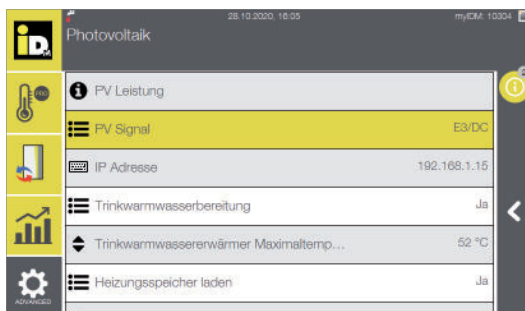 28.10.2020, 16:05
myIDM: 10304
iD
M
Photovoltaik
PV Leistung
PV Signal E3/DC
IP Adresse 192.168.1.15
PRO
Trinkwarmwasserbereitung Ja
Trinkwarmwassererwärmer Maximaltemp... 52 °C
Heizungsspeicher laden Ja
ADVANCED